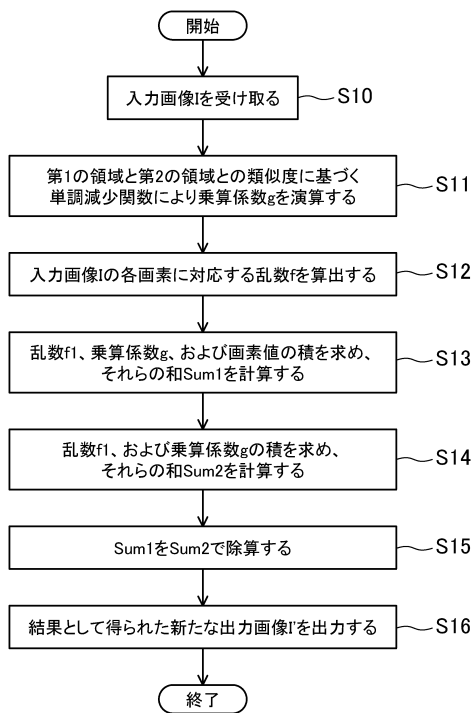 開始
入力画像Iを受け取る
S10
第1の領域と第2の領域との類似度に基づく
単調減少関数により乗算係数gを演算する
S11
入力画像Iの各画素に対応する乱数fを算出する
S12
乱数f1、乗算係数g、および画素値の積を求め、
それらの和Sum1を計算する
S13
乱数f1、および乗算係数gの積を求め、
それらの和Sum2を計算する
S14
Sum1をSum2で除算する
S15
結果として得られた新たな出力画像I'を出力する
S16
終了